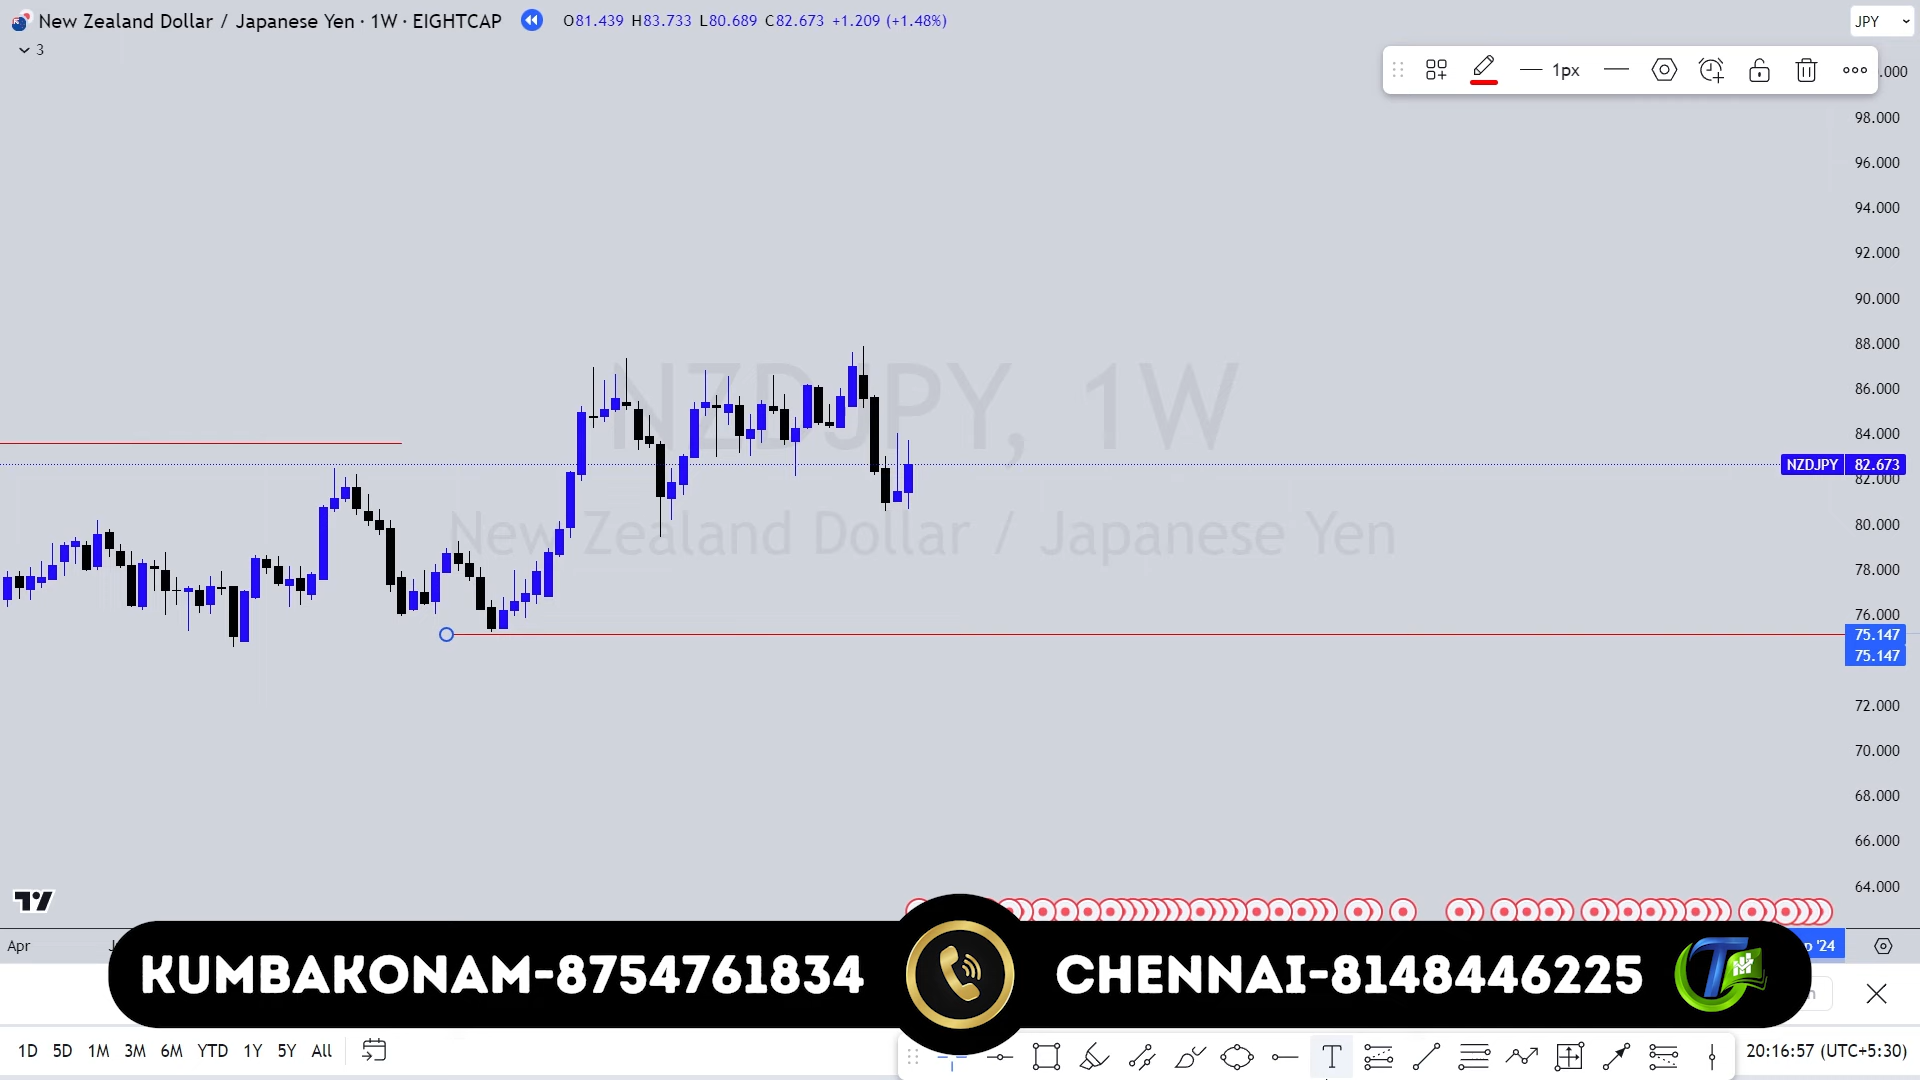 New Zealand Dollar / Japanese Yen · 1W · EIGHTCAP
O81.439 H83.733 L80.689 C82.673 +1.209 (+1.48%)
JPY
3
1px
.000
98.000
96.000
94.000
92.000
90.000
88.000
86.000
84.000
NZDJPY 82.673
82.000
80.000
78.000
76.000
75.147
75.147
72.000
70.000
68.000
66.000
64.000
NZDJPY, 1W
New Zealand Dollar / Japanese Yen
Apr
'24
KUMBAKONAM-8754761834
CHENNAI-8148446225
1D 5D 1M 3M 6M YTD 1Y 5Y All
20:16:57 (UTC+5:30)